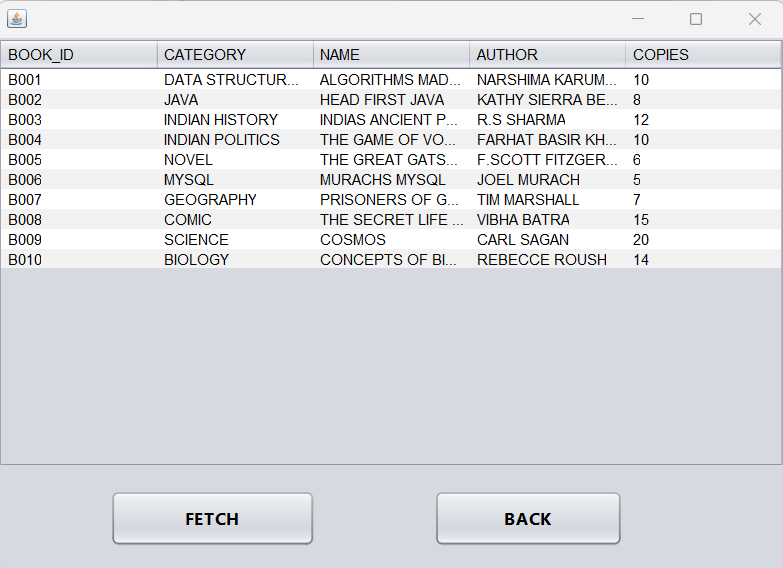 BOOK_ID CATEGORY NAME AUTHOR COPIES
B001 DATA STRUCTUR... ALGORITHMS MAD... NARSHIMA KARUM... 10
B002 JAVA HEAD FIRST JAVA KATHY SIERRA BE... 8
B003 INDIAN HISTORY INDIAS ANCIENT P... R.S SHARMA 12
B004 INDIAN POLITICS THE GAME OF VO... FARHAT BASIR KH... 10
B005 NOVEL THE GREAT GATS... F.SCOTT FITZGER... 6
B006 MYSQL MURACHS MYSQL JOEL MURACH 5
B007 GEOGRAPHY PRISONERS OF G... TIM MARSHALL 7
B008 COMIC THE SECRET LIFE ... VIBHA BATRA 15
B009 SCIENCE COSMOS CARL SAGAN 20
B010 BIOLOGY CONCEPTS OF BI... REBECCE ROUSH 14
FETCH BACK